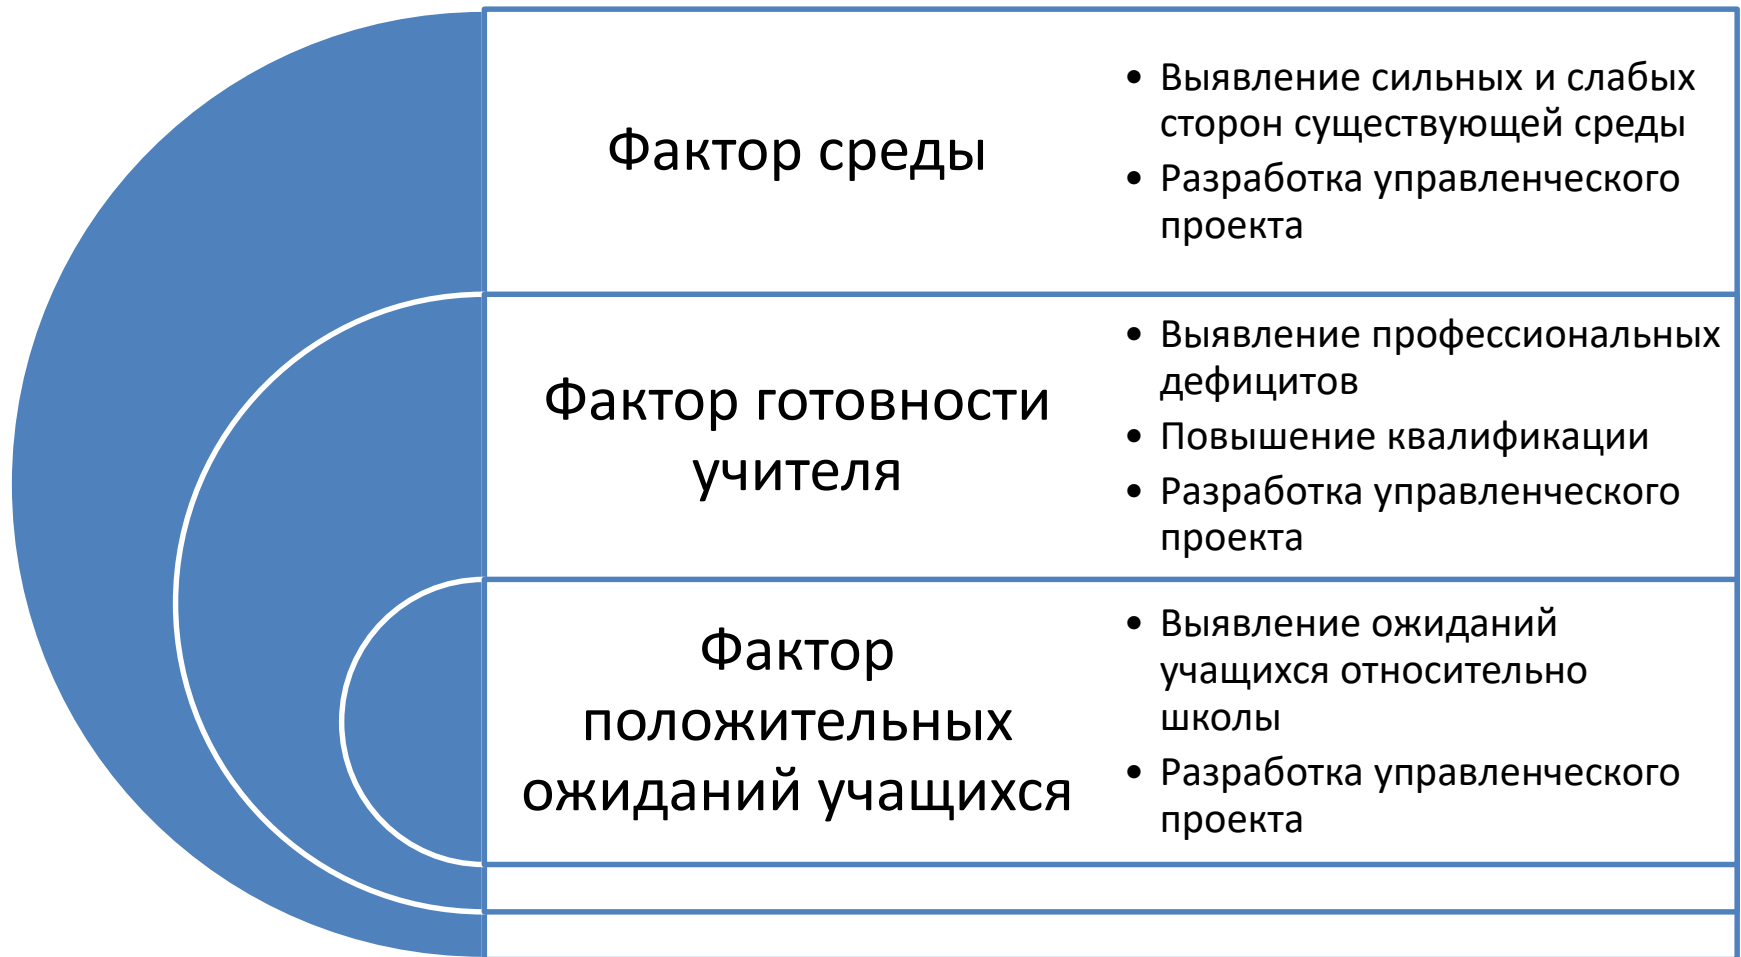 Фактор среды
• Выявление сильных и слабых
сторон существующей среды
• Разработка управленческого
проекта
Фактор готовности
учителя
• Выявление профессиональных
дефицитов
• Повышение квалификации
• Разработка управленческого
проекта
Фактор
положительных
ожиданий учащихся
• Выявление ожиданий
учащихся относительно
школы
• Разработка управленческого
проекта